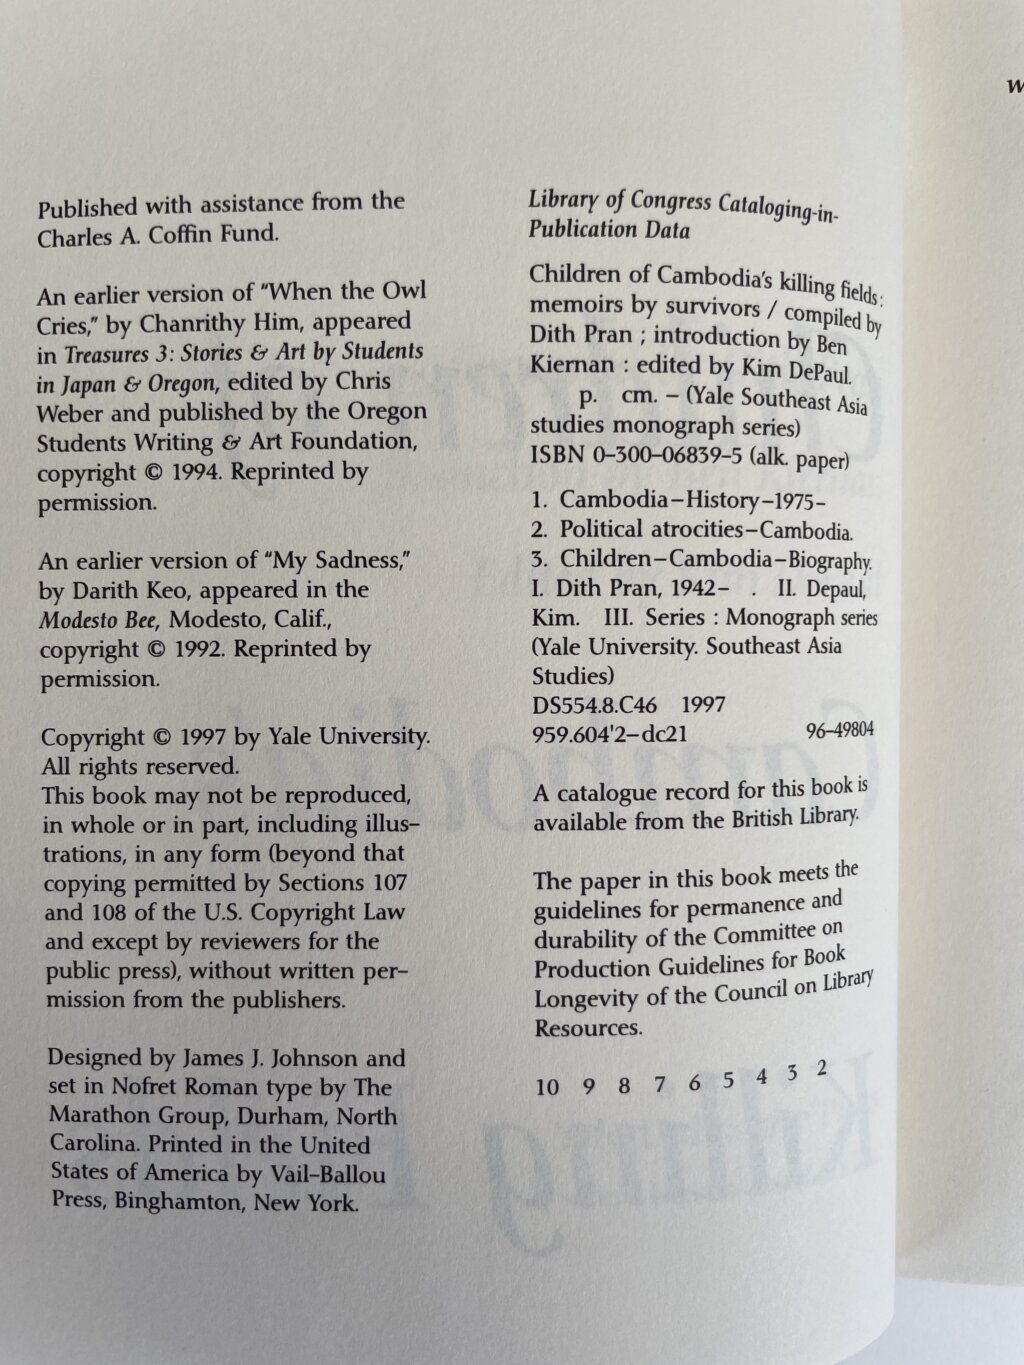 Published with assistance from the
Charles A. Coffin Fund.
An earlier version of “When the Owl
Cries,” by Chanrithy Him, appeared
in Treasures 3: Stories & Art by Students
in Japan & Oregon, edited by Chris
Weber and published by the Oregon
Students Writing & Art Foundation,
copyright © 1994. Reprinted by
permission.
An earlier version of “My Sadness,”
by Darith Keo, appeared in the
Modesto Bee, Modesto, Calif.,
copyright © 1992. Reprinted by
permission.
Copyright © 1997 by Yale University.
All rights reserved.
This book may not be reproduced,
in whole or in part, including illus-
trations, in any form (beyond that
copying permitted by Sections 107
and 108 of the U.S. Copyright Law
and except by reviewers for the
public press), without written per-
mission from the publishers.
Designed by James J. Johnson and
set in Nofret Roman type by The
Marathon Group, Durham, North
Carolina. Printed in the United
States of America by Vail-Ballou
Press, Binghamton, New York.
Library of Congress Cataloging-in-
Publication Data
Children of Cambodia's killing fields :
memoirs by survivors / compiled by
Dith Pran ; introduction by Ben
Kiernan : edited by Kim DePaul.
p. cm. – (Yale Southeast Asia
studies monograph series)
ISBN 0-300-06839-5 (alk. paper)
1. Cambodia–History–1975–
2. Political atrocities–Cambodia.
3. Children–Cambodia–Biography.
I. Dith Pran, 1942– . II. Depaul,
Kim. III. Series : Monograph series
(Yale University. Southeast Asia
Studies)
DS554.8.C46 1997
959.604'2–dc21 96-49804
A catalogue record for this book is
available from the British Library.
The paper in this book meets the
guidelines for permanence and
durability of the Committee on
Production Guidelines for Book
Longevity of the Council on Library
Resources.
10 9 8 7 6 5 4 3 2